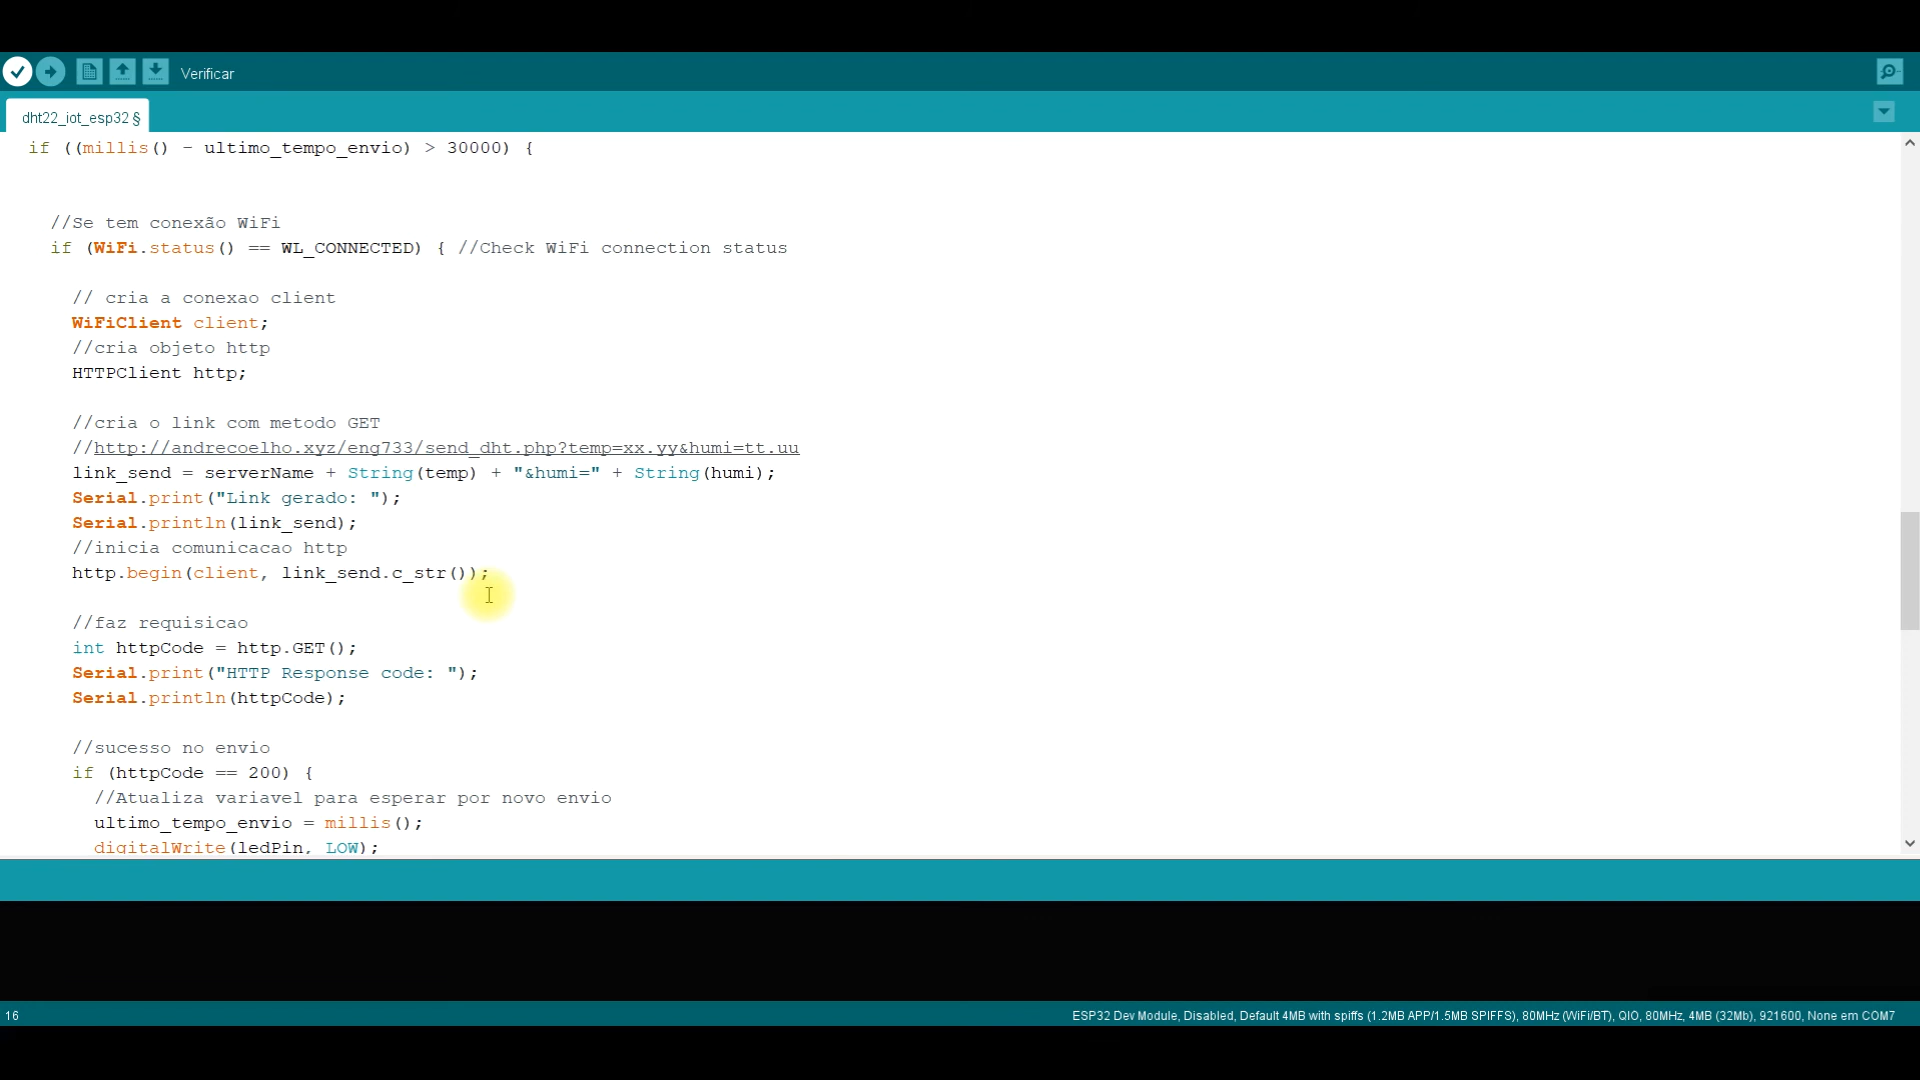 Verificar
dht22_iot_esp32 §
if ((millis() - ultimo_tempo_envio) > 30000) {
//Se tem conexão WiFi
if (WiFi.status() == WL_CONNECTED) { //Check WiFi connection status
// cria a conexao client
WiFiClient client;
//cria objeto http
HTTPClient http;
//cria o link com metodo GET
//http://andrecoelho.xyz/eng733/send_dht.php?temp=xx.yy&humi=tt.uu
link_send = serverName + String(temp) + "&humi=" + String(humi);
Serial.print("Link gerado: ");
Serial.println(link_send);
//inicia comunicacao http
http.begin(client, link_send.c_str());
//faz requisicao
int httpCode = http.GET();
Serial.print("HTTP Response code: ");
Serial.println(httpCode);
//sucesso no envio
if (httpCode == 200) {
//Atualiza variavel para esperar por novo envio
ultimo_tempo_envio = millis();
digitalWrite(ledPin, LOW);
16
ESP32 Dev Module, Disabled, Default 4MB with spiffs (1.2MB APP/1.5MB SPIFFS), 80MHz (WiFi/BT), QIO, 80MHz, 4MB (32Mb), 921600, None em COM7